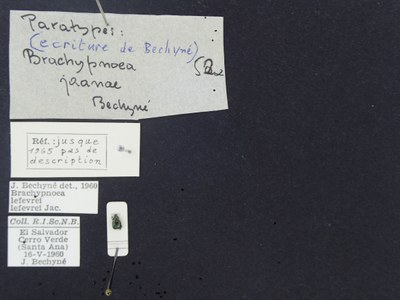 Paratypes:
(ecriture de Bechyné)
Brachypnoea
jaanae
Bechyné
Réf.: jusque
1965 pas de
description
J. Bechyné det., 1960
Brachypnoea
lefevrei
lefevrei Jac.
Coll. R.I.Sc.N.B.
El Salvador
Cerro Verde
(Santa Ana)
16-V-1960
J. Bechyné